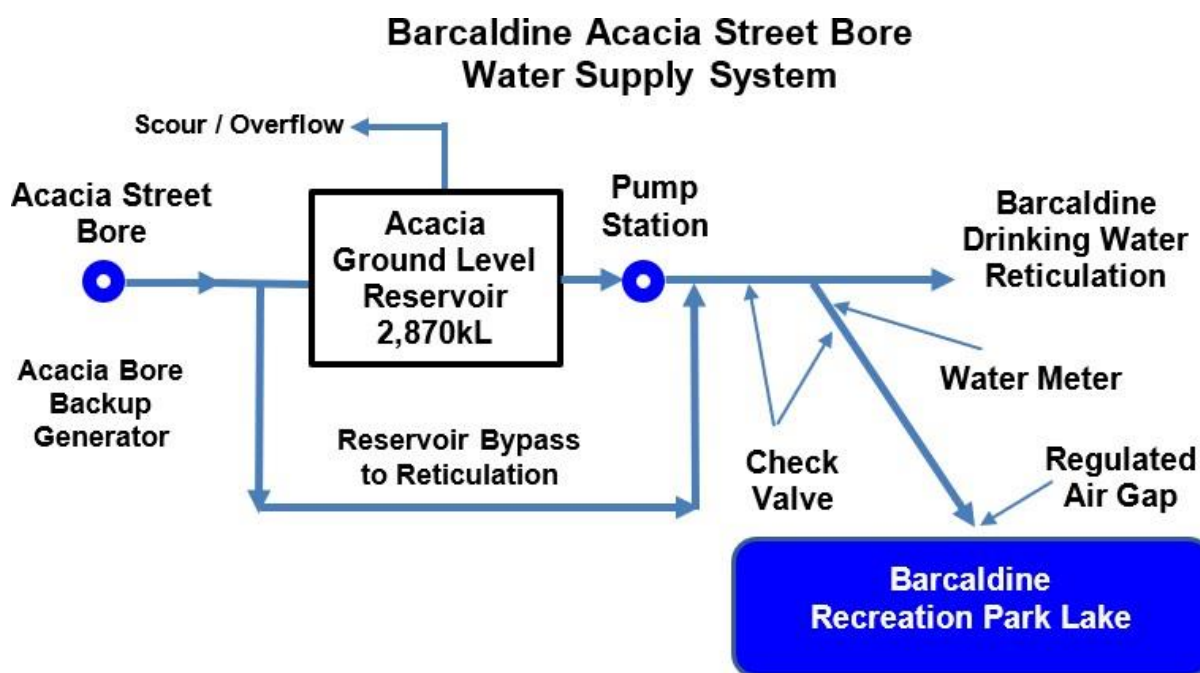 Barcaldine Acacia Street Bore
Water Supply System
Scour / Overflow
Acacia Street
Bore
Acacia
Ground Level
Reservoir
2,870kL
Pump
Station
Barcaldine
Drinking Water
Reticulation
Acacia Bore
Backup
Generator
Reservoir Bypass
to Reticulation
Check
Valve
Water Meter
Regulated
Air Gap
Barcaldine
Recreation Park Lake